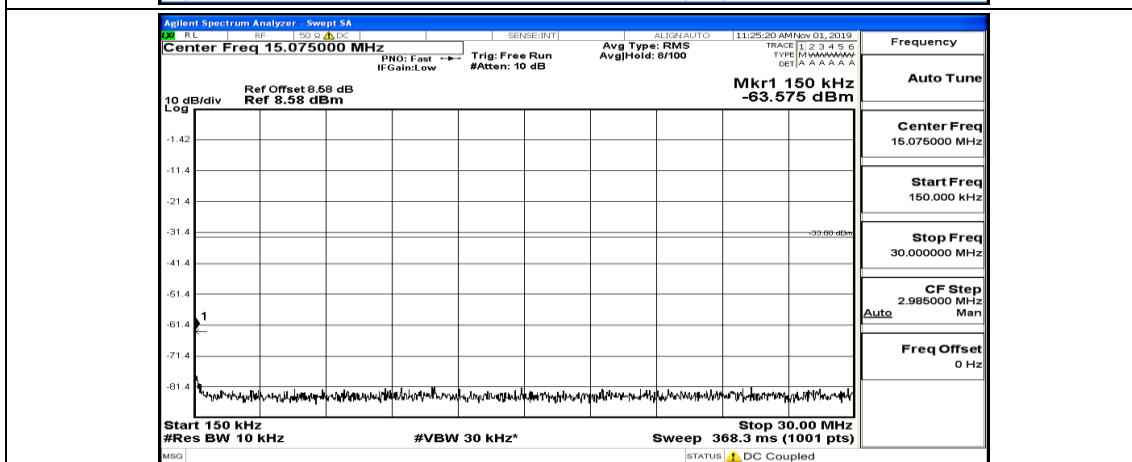 Agilent Spectrum Analyzer - Swept SA
RL RF 50 Ω DC SENSE:INT ALIGN AUTO 11:25:20 AM Nov 01, 2019
Center Freq 15.075000 MHz
PNO: Fast
IFGain:Low
Trig: Free Run
#Atten: 10 dB
Avg Type: RMS
Avg|Hold: 8/100
TRACE 1 2 3 4 5 6
TYPE M WWWWW
DET A A A A A A
Ref Offset 8.58 dB
10 dB/div Ref 8.58 dBm
Log
Mkr1 150 kHz
-63.575 dBm
-1.42
-11.4
-21.4
-31.4
-33.00 dBm
-41.4
-51.4
-61.4
1
-71.4
-81.4
Start 150 kHz
Stop 30.00 MHz
#Res BW 10 kHz
#VBW 30 kHz*
Sweep 368.3 ms (1001 pts)
MSG
STATUS DC Coupled
Frequency
Auto Tune
Center Freq
15.075000 MHz
Start Freq
150.000 kHz
Stop Freq
30.000000 MHz
CF Step
2.985000 MHz
Auto Man
Freq Offset
0 Hz